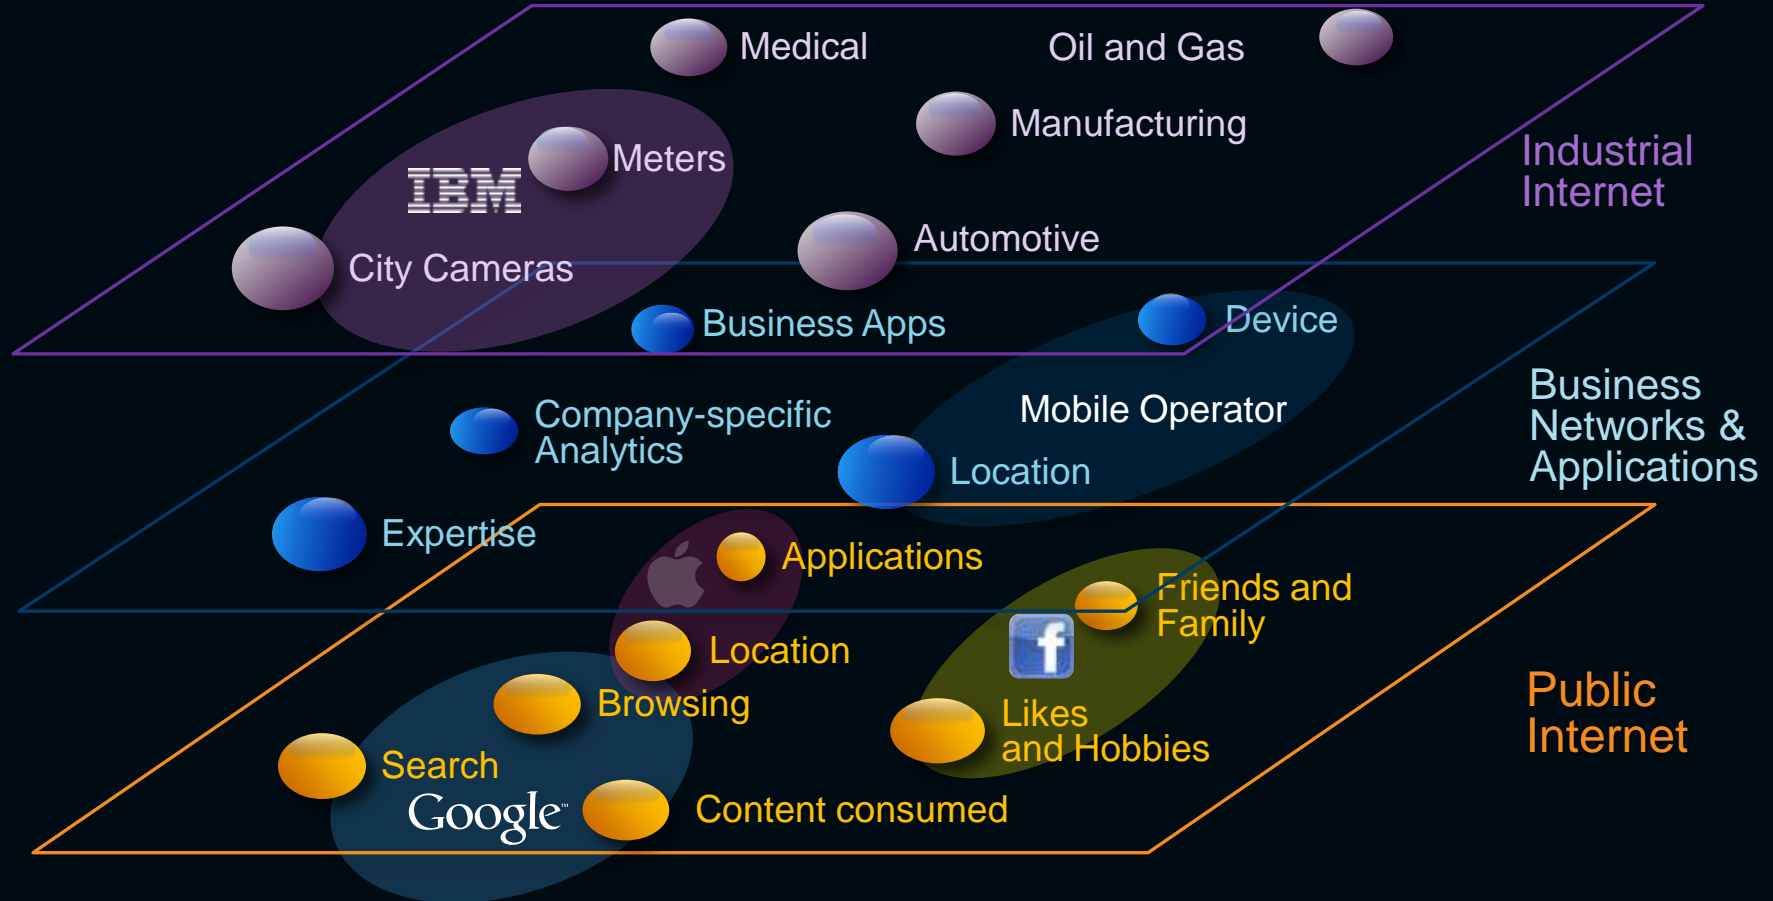 Medical
Oil and Gas
Manufacturing
Meters
IBM
City Cameras
Automotive
Industrial
Internet
Business Apps
Device
Company-specific
Analytics
Mobile Operator
Location
Expertise
Business
Networks &
Applications
Applications
Friends and
Family
f
Location
Browsing
Likes
and Hobbies
Search
Google™
Content consumed
Public
Internet